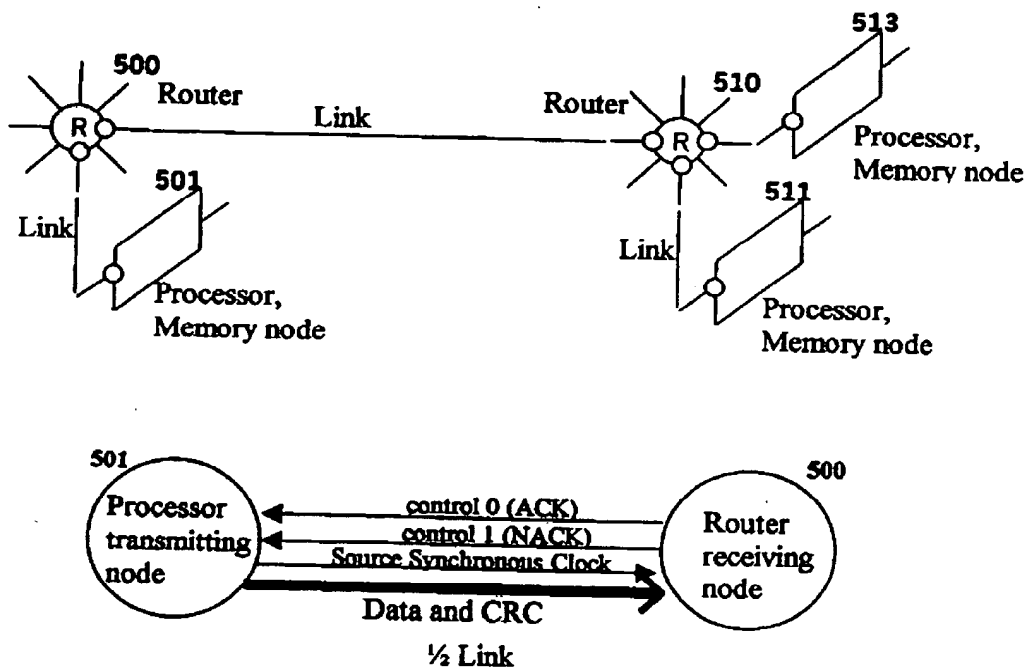 513
500
Router
Link
R
510
Router
R
Processor,
Memory node
501
Link
Processor,
Memory node
511
Link
Processor,
Memory node
501
Processor
transmitting
node
500
Router
receiving
node
control 0 (ACK)
control 1 (NACK)
Source Synchronous Clock
Data and CRC
½ Link